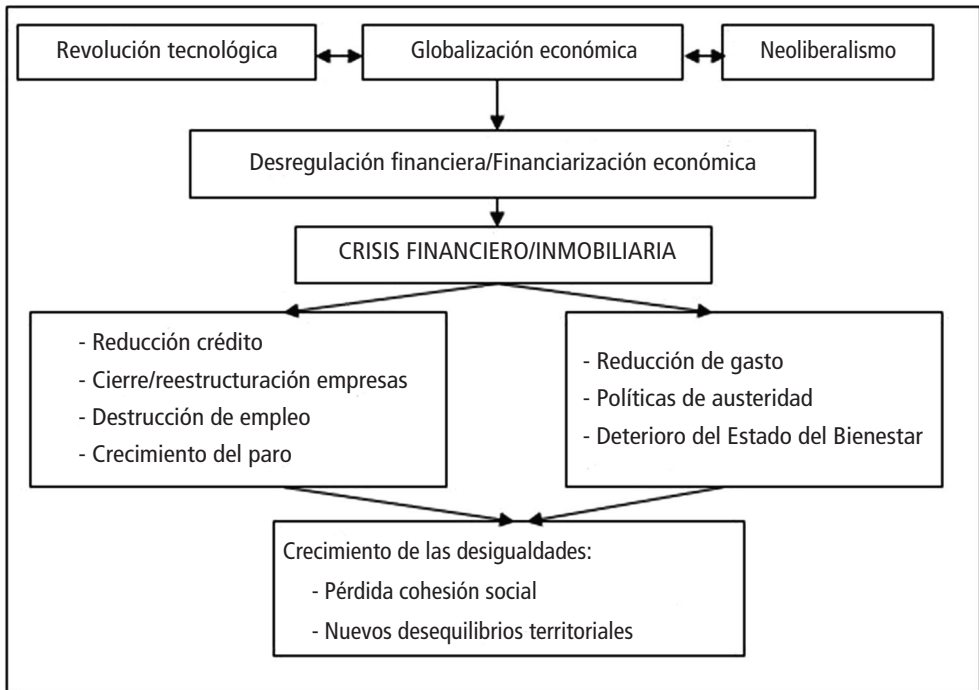 Revolución tecnológica
Globalización económica
Neoliberalismo
Desregulación financiera/Financiarización económica
CRISIS FINANCIERO/INMOBILIARIA
- Reducción crédito
- Cierre/reestructuración empresas
- Destrucción de empleo
- Crecimiento del paro
- Reducción de gasto
- Políticas de austeridad
- Deterioro del Estado del Bienestar
Crecimiento de las desigualdades:
- Pérdida cohesión social
- Nuevos desequilibrios territoriales